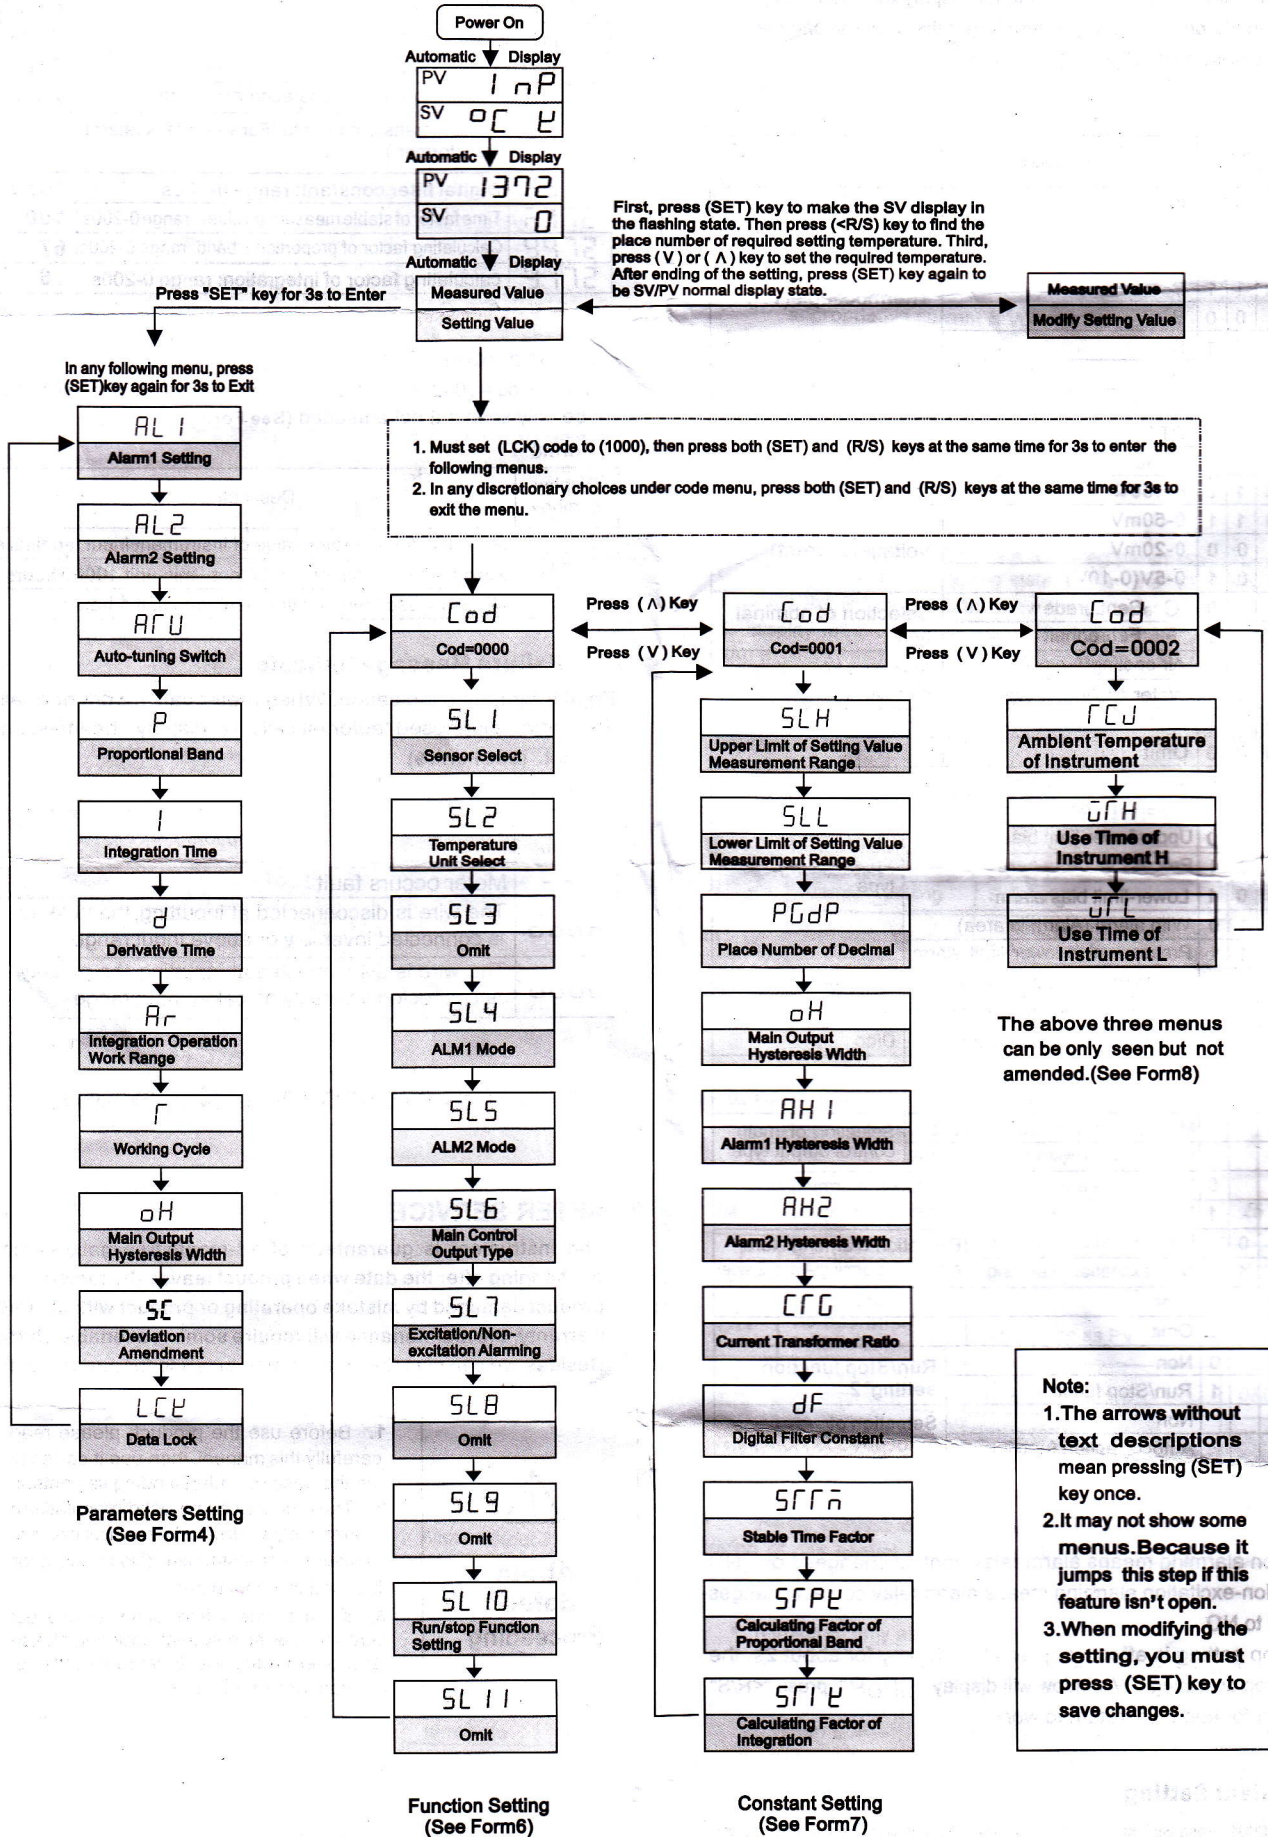 Power On
Automatic Display
PV InP
SV °C K
Automatic Display
PV 1372
SV 0
Automatic Display
Measured Value
Setting Value
First, press (SET) key to make the SV display in
the flashing state. Then press (<R/S) key to find the
place number of required setting temperature. Third,
press (V) or (Λ) key to set the required temperature.
After ending of the setting, press (SET) key again to
be SV/PV normal display state.
Measured Value
Modify Setting Value
Press "SET" key for 3s to Enter
In any following menu, press
(SET)key again for 3s to Exit
1. Must set (LCK) code to (1000), then press both (SET) and (R/S) keys at the same time for 3s to enter the
following menus.
2. In any discretionary choices under code menu, press both (SET) and (R/S) keys at the same time for 3s to
exit the menu.
AL1
Alarm1 Setting
AL2
Alarm2 Setting
ATU
Auto-tuning Switch
P
Proportional Band
I
Integration Time
d
Derivative Time
Ar
Integration Operation
Work Range
T
Working Cycle
oH
Main Output
Hysteresis Width
SC
Deviation
Amendment
LCK
Data Lock
Parameters Setting
(See Form4)
Cod
Cod=0000
SL1
Sensor Select
SL2
Temperature
Unit Select
SL3
Omit
SL4
ALM1 Mode
SL5
ALM2 Mode
SL6
Main Control
Output Type
SL7
Excitation/Non-
excitation Alarming
SL8
Omit
SL9
Omit
SL10
Run/stop Function
Setting
SL11
Omit
Function Setting
(See Form6)
Press (Λ) Key
Press (V) Key
Cod
Cod=0001
SLH
Upper Limit of Setting Value
Measurement Range
SLL
Lower Limit of Setting Value
Measurement Range
PGdP
Place Number of Decimal
oH
Main Output
Hysteresis Width
AH1
Alarm1 Hysteresis Width
AH2
Alarm2 Hysteresis Width
CTG
Current Transformer Ratio
dF
Digital Filter Constant
STTm
Stable Time Factor
STPK
Calculating Factor of
Proportional Band
STIK
Calculating Factor of
Integration
Constant Setting
(See Form7)
Press (Λ) Key
Press (V) Key
Cod
Cod=0002
TCJ
Ambient Temperature
of Instrument
ūTH
Use Time of
Instrument H
ūTL
Use Time of
Instrument L
The above three menus
can be only seen but not
amended.(See Form8)
Note:
1.The arrows without
text descriptions
mean pressing (SET)
key once.
2.It may not show some
menus.Because it
jumps this step if this
feature isn't open.
3.When modifying the
setting, you must
press (SET) key to
save changes.